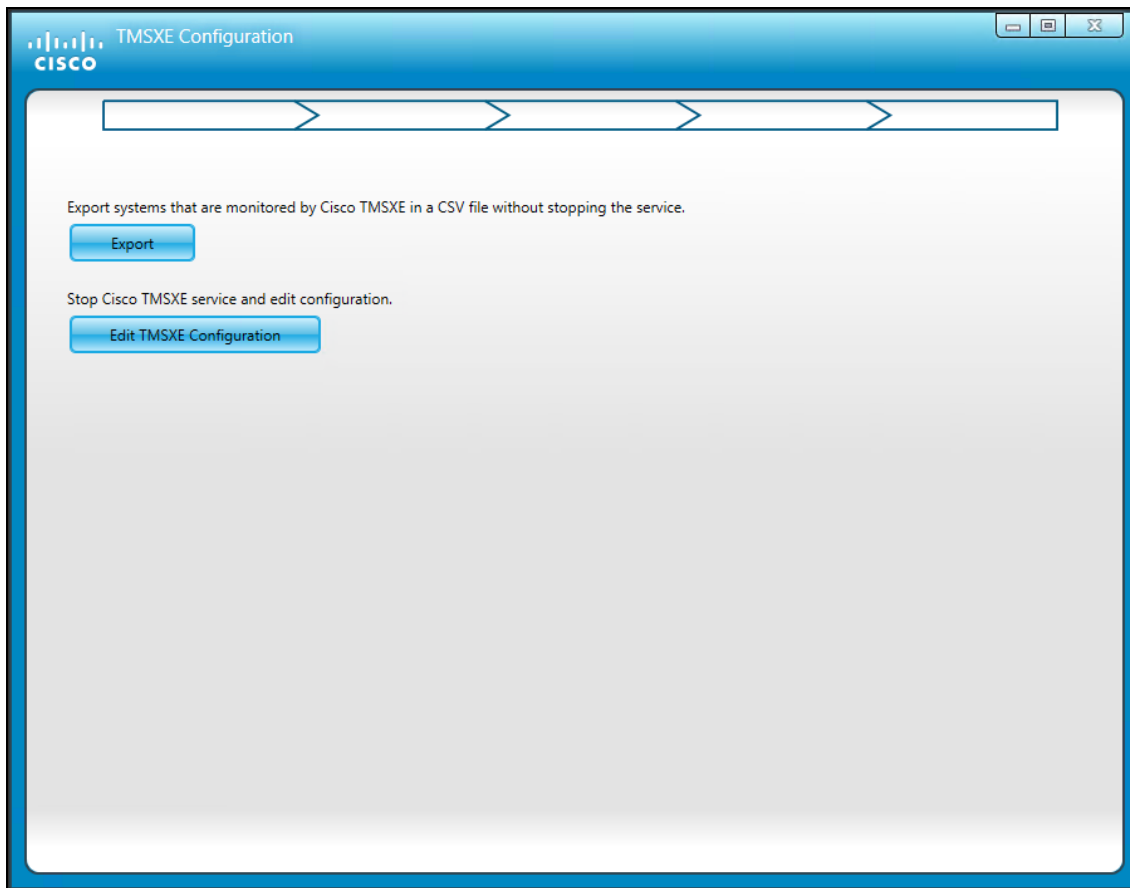 TMSXE Configuration
CISCO
Export systems that are monitored by Cisco TMSXE in a CSV file without stopping the service.
Export
Stop Cisco TMSXE service and edit configuration.
Edit TMSXE Configuration